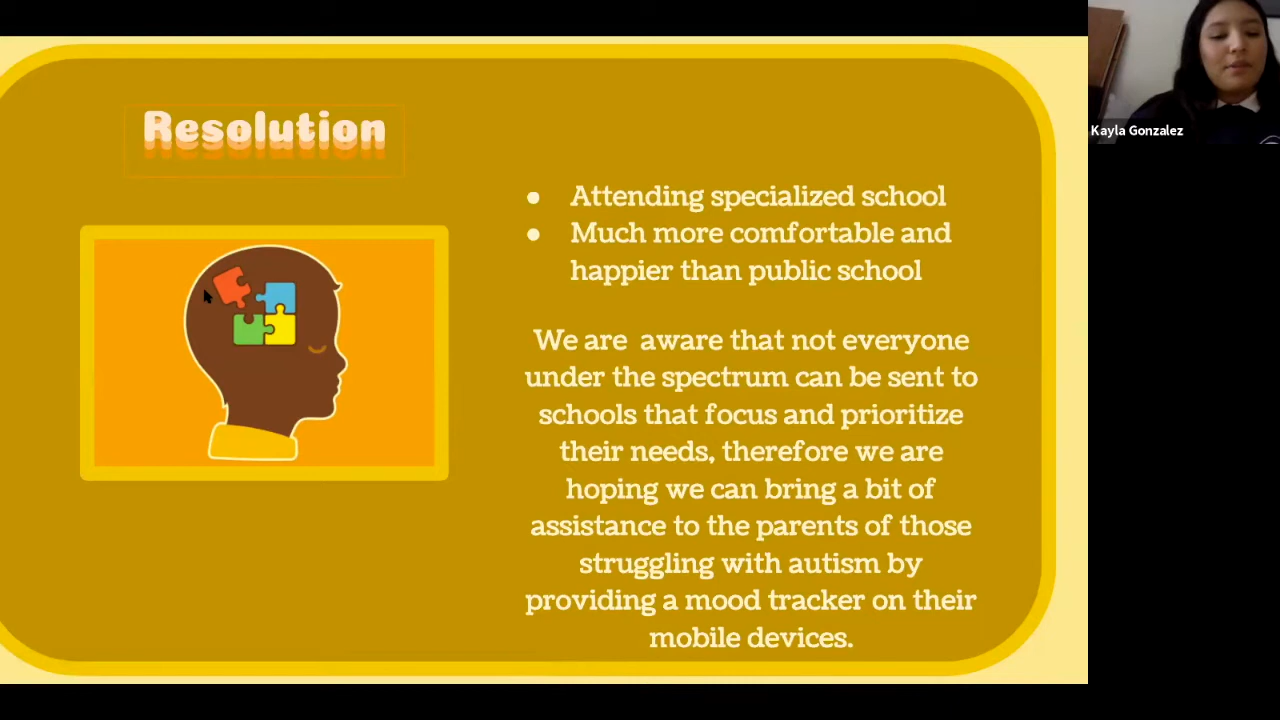 Resolution
● Attending specialized school
● Much more comfortable and
happier than public school
We are aware that not everyone
under the spectrum can be sent to
schools that focus and prioritize
their needs, therefore we are
hoping we can bring a bit of
assistance to the parents of those
struggling with autism by
providing a mood tracker on their
mobile devices.
Kayla Gonzalez